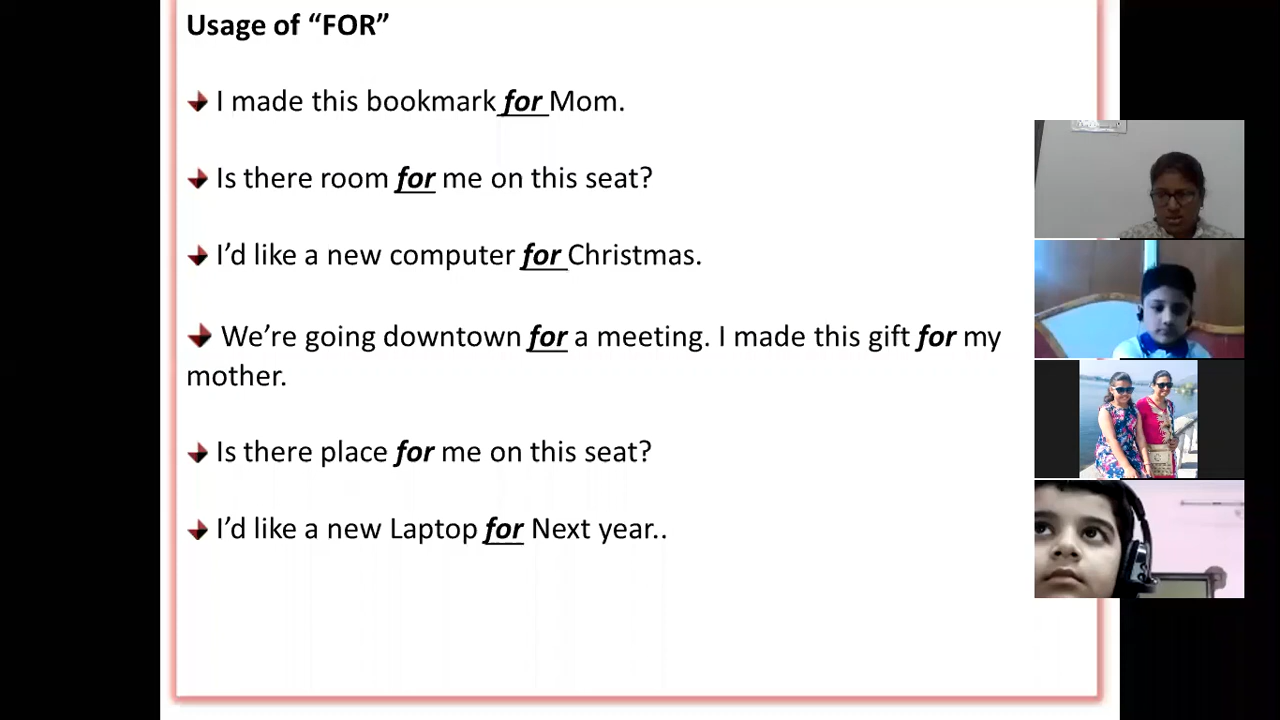 Usage of “FOR”
I made this bookmark for Mom.
Is there room for me on this seat?
I’d like a new computer for Christmas.
We’re going downtown for a meeting. I made this gift for my
mother.
Is there place for me on this seat?
I’d like a new Laptop for Next year..